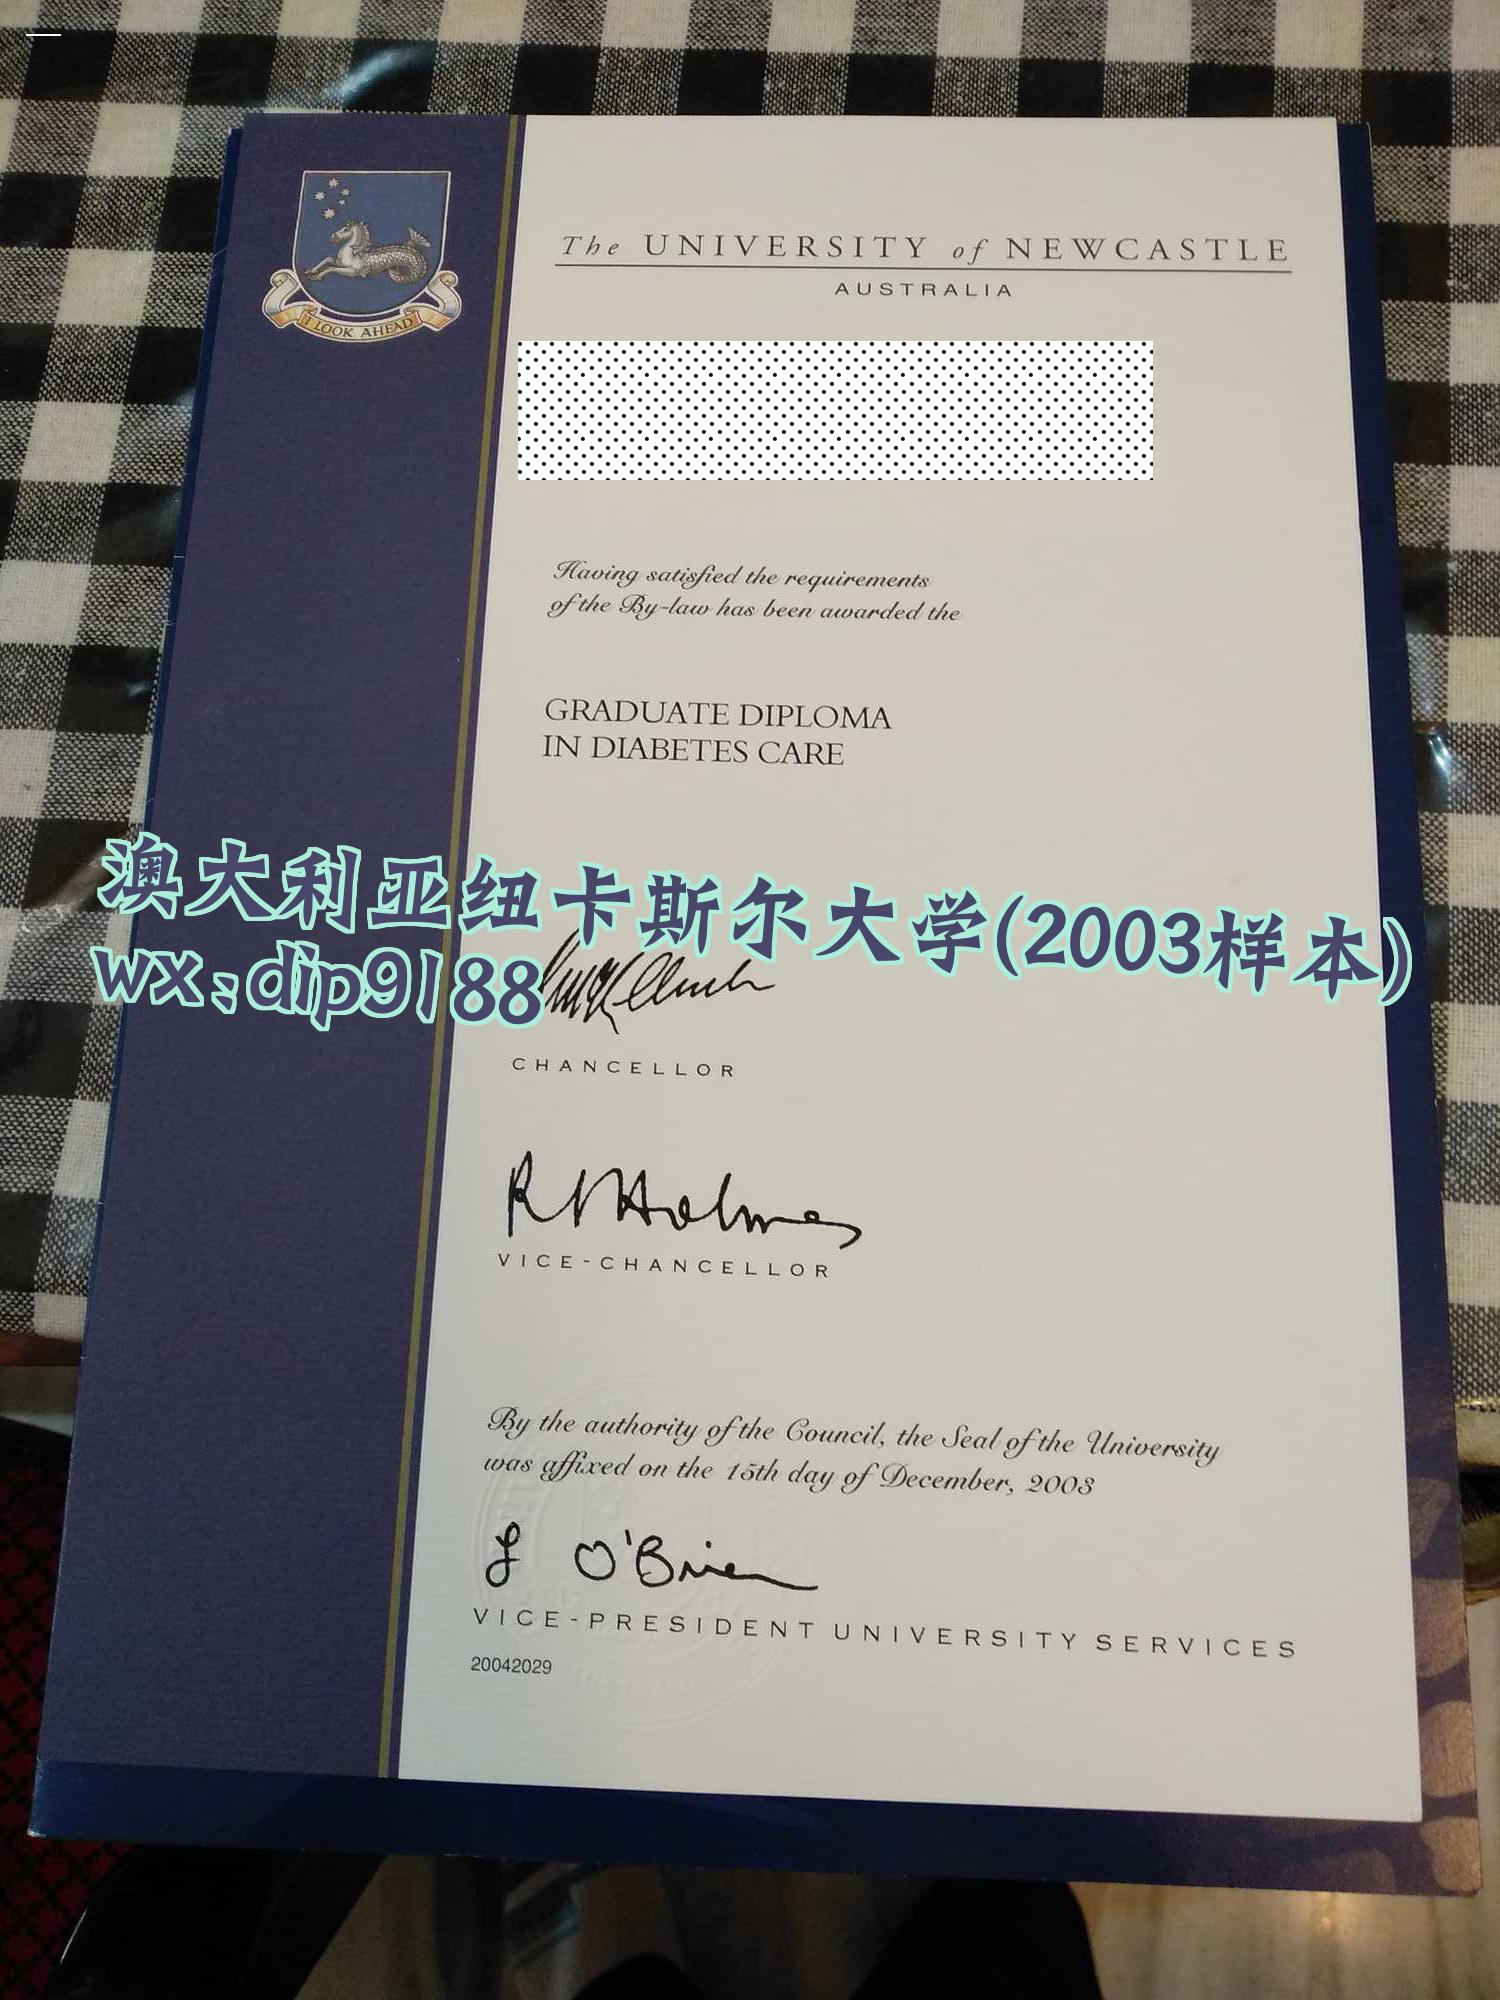 I LOOK AHEAD
The UNIVERSITY of NEWCASTLE
AUSTRALIA
Having satisfied the requirements
of the By-law has been awarded the
GRADUATE DIPLOMA
IN DIABETES CARE
澳大利亚纽卡斯尔大学(2003样本)
wx:dip9188
CHANCELLOR
R Holmes
VICE-CHANCELLOR
By the authority of the Council, the Seal of the University
was affixed on the 15th day of December, 2003
O'Brien
VICE-PRESIDENT UNIVERSITY SERVICES
20042029